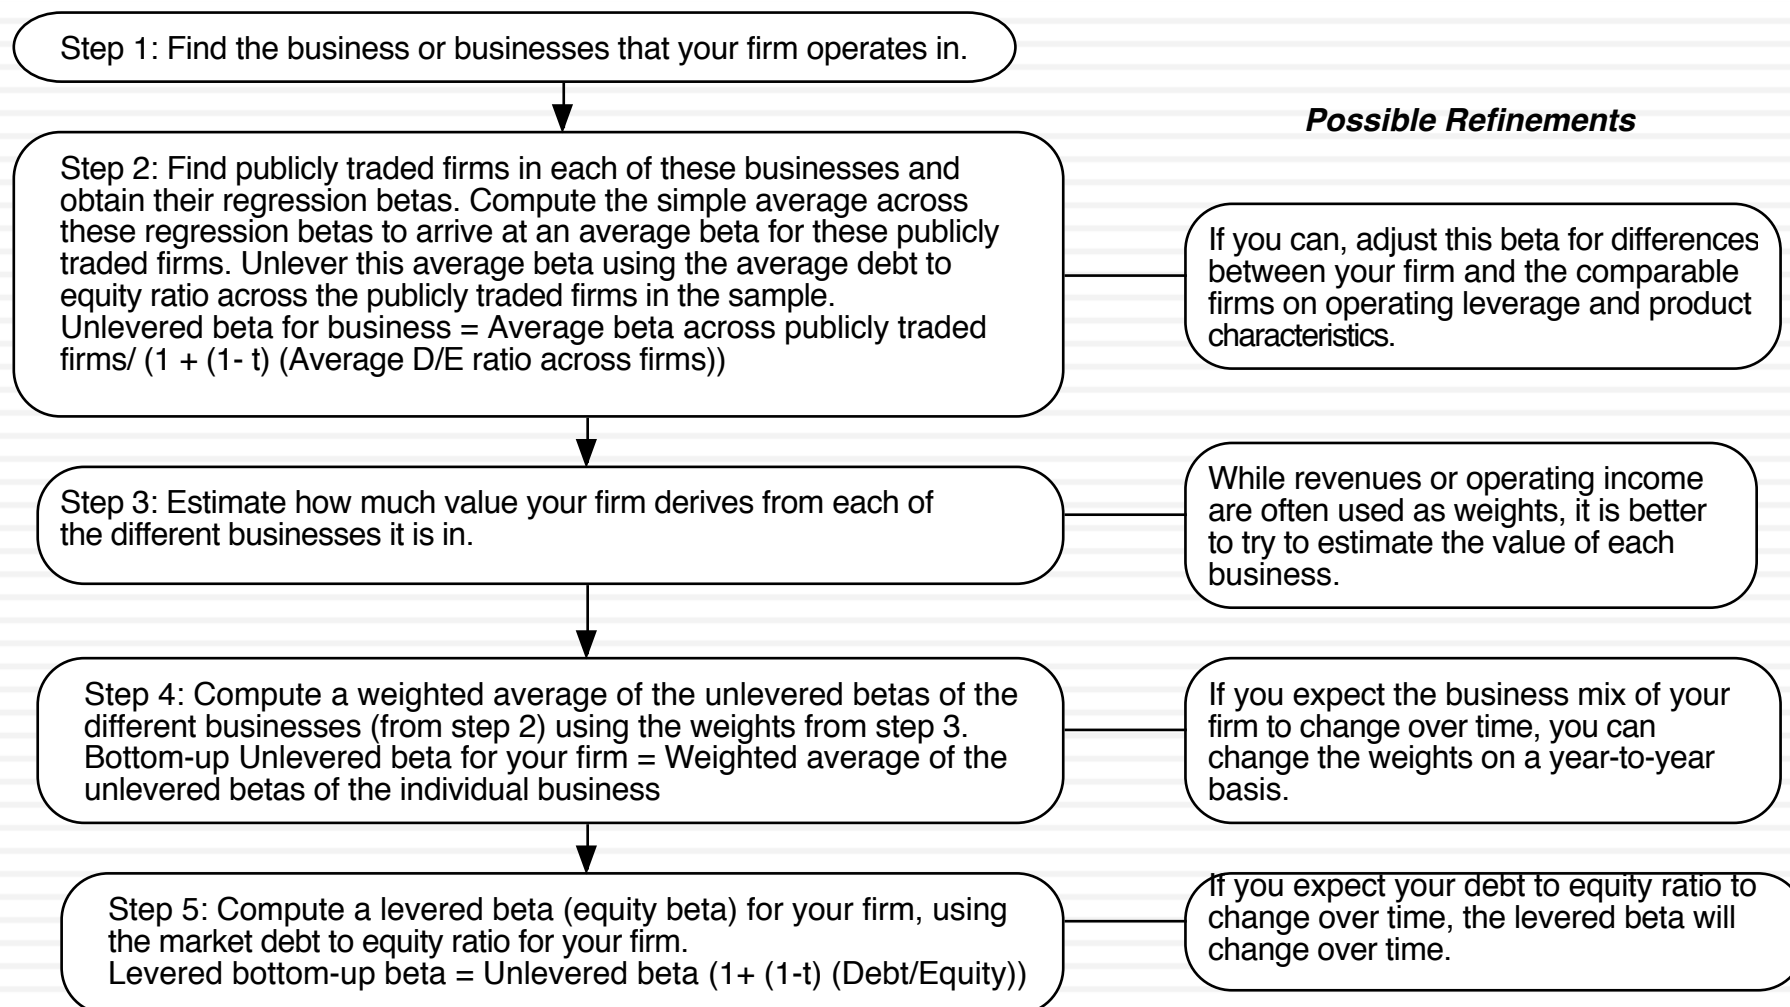 Step 1: Find the business or businesses that your firm operates in.
Possible Refinements
Step 2: Find publicly traded firms in each of these businesses and
obtain their regression betas. Compute the simple average across
these regression betas to arrive at an average beta for these publicly
traded firms. Unlever this average beta using the average debt to
equity ratio across the publicly traded firms in the sample.
Unlevered beta for business = Average beta across publicly traded
firms/ (1 + (1- t) (Average D/E ratio across firms))
If you can, adjust this beta for differences
between your firm and the comparable
firms on operating leverage and product
characteristics.
Step 3: Estimate how much value your firm derives from each of
the different businesses it is in.
While revenues or operating income
are often used as weights, it is better
to try to estimate the value of each
business.
Step 4: Compute a weighted average of the unlevered betas of the
different businesses (from step 2) using the weights from step 3.
Bottom-up Unlevered beta for your firm = Weighted average of the
unlevered betas of the individual business
If you expect the business mix of your
firm to change over time, you can
change the weights on a year-to-year
basis.
Step 5: Compute a levered beta (equity beta) for your firm, using
the market debt to equity ratio for your firm.
Levered bottom-up beta = Unlevered beta (1+ (1-t) (Debt/Equity))
If you expect your debt to equity ratio to
change over time, the levered beta will
change over time.